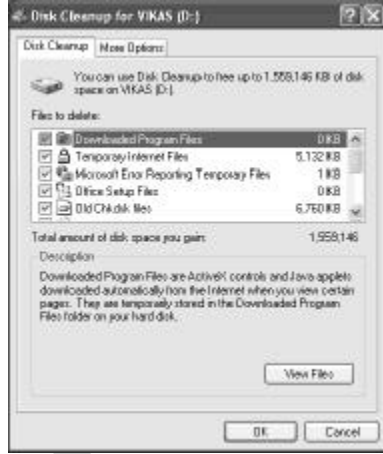 Disk Cleanup for VIKAS (D:)
Disk Cleanup More Options
You can use Disk Cleanup to free up to 1,559,146 KB of disk
space on VIKAS (D:).
Files to delete:
Downloaded Program Files 0 KB
Temporary Internet Files 5,132 KB
Microsoft Error Reporting Temporary Files 1 KB
Office Setup Files 0 KB
Old Chkdsk files 6,760 KB
Total amount of disk space you gain: 1,559,146
Description
Downloaded Program Files are ActiveX controls and Java applets
downloaded automatically from the Internet when you view certain
pages. They are temporarily stored in the Downloaded Program
Files folder on your hard disk.
View Files
OK Cancel